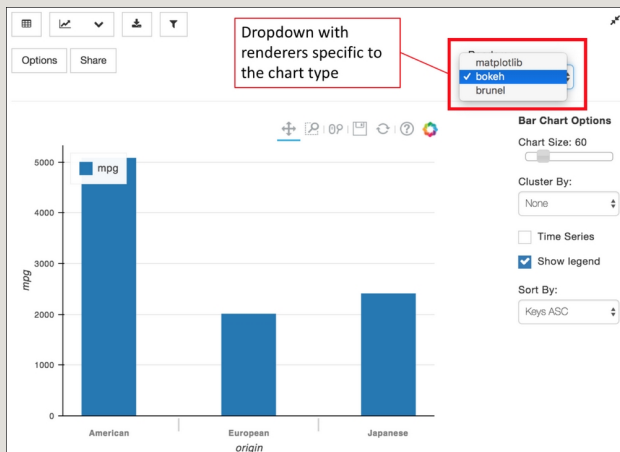 Dropdown with
renderers specific to
the chart type
matplotlib
✓ bokeh
brunel
Options
Share
Bar Chart Options
Chart Size: 60
Cluster By:
None
Time Series
Show legend
Sort By:
Keys ASC
mpg
5000
4000
3000
2000
1000
0
mpg
American
European
Japanese
origin